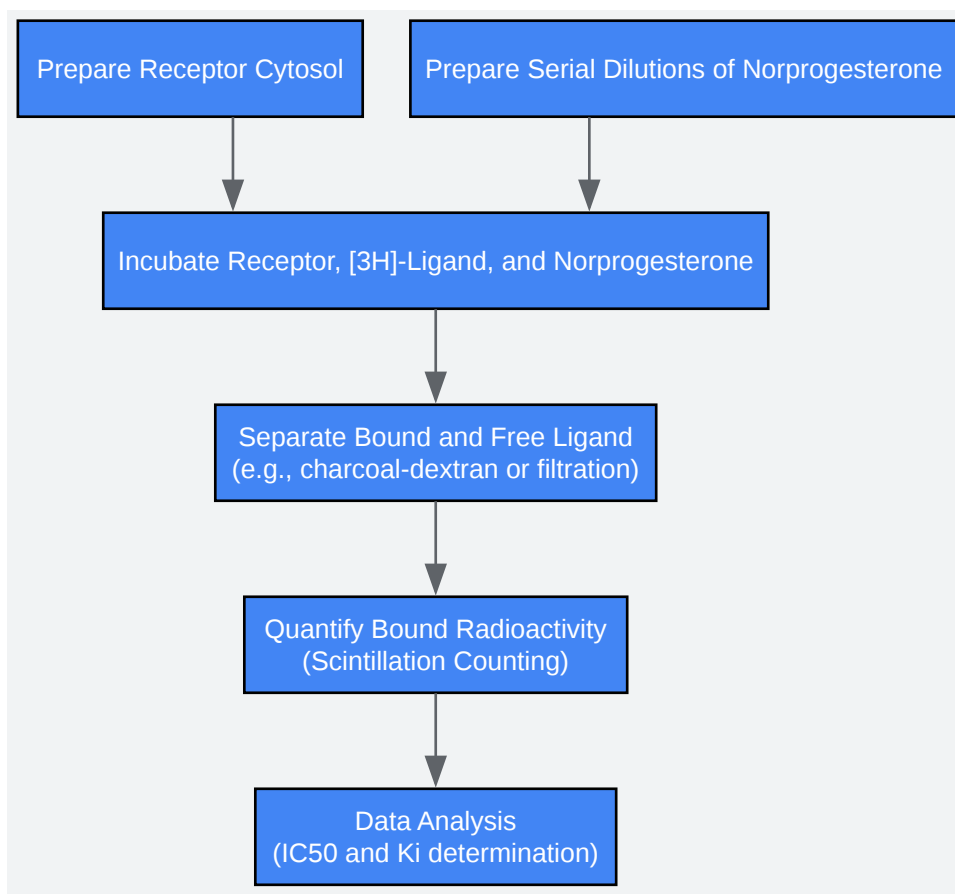 Prepare Receptor Cytosol
Prepare Serial Dilutions of Norprogesterone
Incubate Receptor, [3H]-Ligand, and Norprogesterone
Separate Bound and Free Ligand
(e.g., charcoal-dextran or filtration)
Quantify Bound Radioactivity
(Scintillation Counting)
Data Analysis
(IC50 and Ki determination)